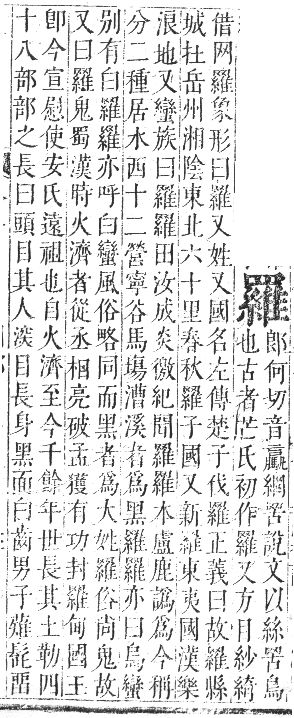 羅
郎何切音羸網罟說文以絲罟鳥
也古者芒氏初作羅又方目紗綺
借网羅象形曰羅又姓又國名左傳楚子伐羅正義曰故羅縣
城在岳州湘陰東北六十里春秋羅子國又新羅東夷國漢樂
浪地又蠻族曰羅羅田汝成炎徼紀聞羅羅本盧鹿譌爲今稱
分二種居水西十二營寧谷馬塲漕溪者爲黑羅羅亦曰烏蠻
別有白羅羅亦呼白蠻風俗略同而黑者爲大姓羅俗尚鬼故
又曰羅鬼蜀漢時火濟者從丞相亮破孟獲有功封羅甸國王
卽今宣慰使安氏遠祖也自火濟至今千餘年世長其土勒四
十八部部之長曰頭目其人深目長身黑面白齒男子薙髭畱